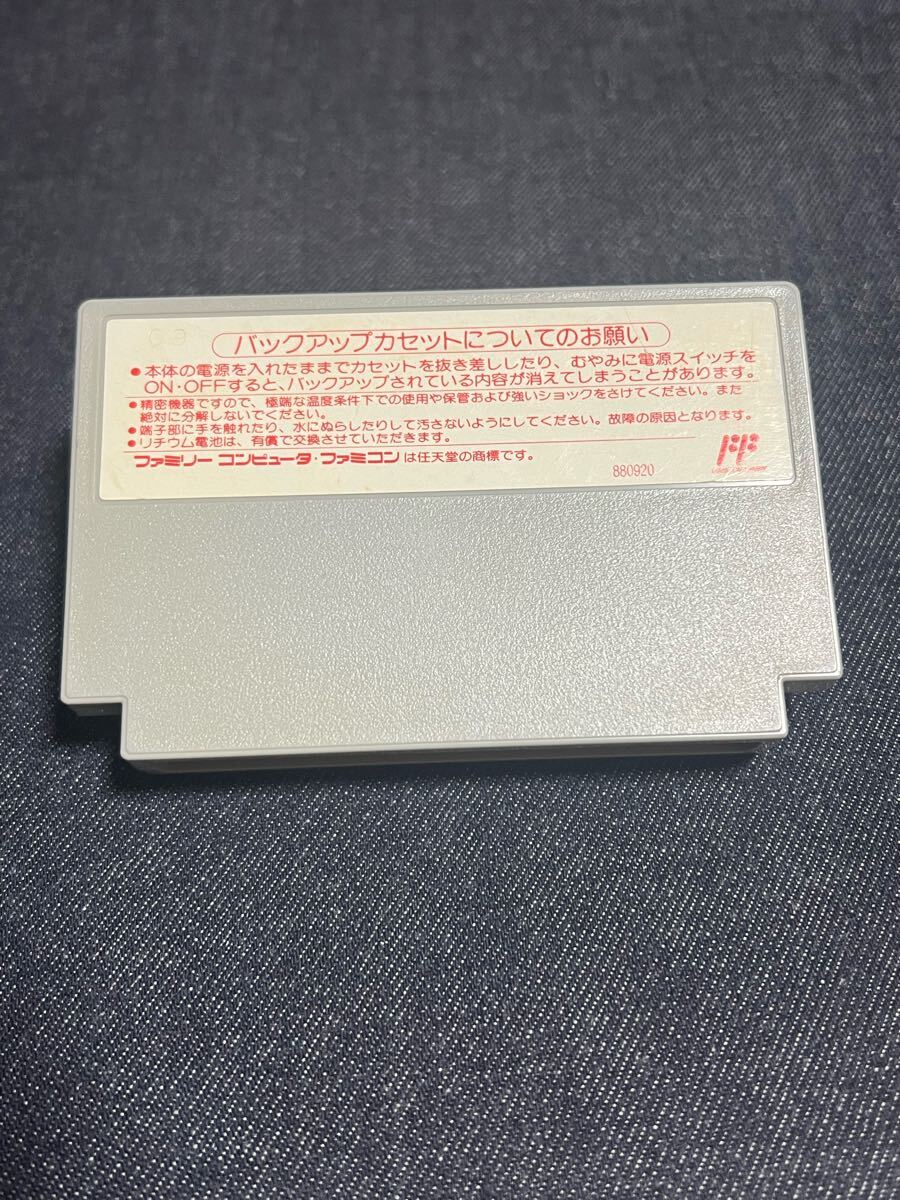 バックアップカセットについてのお願い
●本体の電源を入れたままでカセットを抜き差ししたり、むやみに電源スイッチを
ON・OFFすると、バックアップされている内容が消えてしまうことがあります。
●精密機器ですので、極端な温度条件下での使用や保管および強いショックをさけてください。また
絶対に分解しないでください。
●端子部に手を触れたり、水にぬらしたりして汚さないようにしてください。故障の原因となります。
●リチウム電池は、有償で交換させていただきます。
ファミリー コンピュータ・ファミコン は任天堂の商標です。
880920